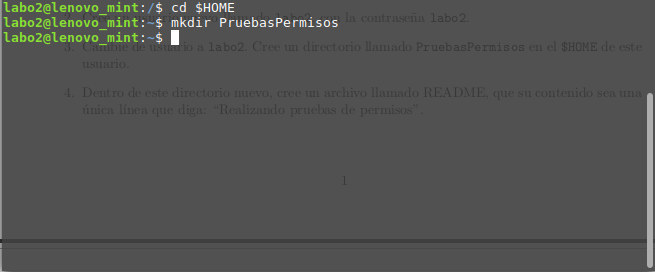 labo2@lenovo_mint:/$ cd $HOME
labo2@lenovo_mint:~$ mkdir PruebasPermisos
la contraseña labo2.
labo2@lenovo_mint:~$
3. Cambie de usuario a labo2. Cree un directorio llamado PruebasPermisos en el $HOME de este
usuario.
4. Dentro de este directorio nuevo, cree un archivo llamado README, que su contenido sea una
única línea que diga: “Realizando pruebas de permisos”.
1